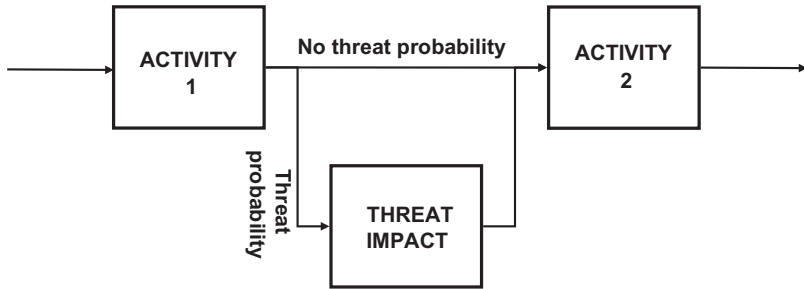 ACTIVITY
1
No threat probability
ACTIVITY
2
Threat
probability
THREAT
IMPACT